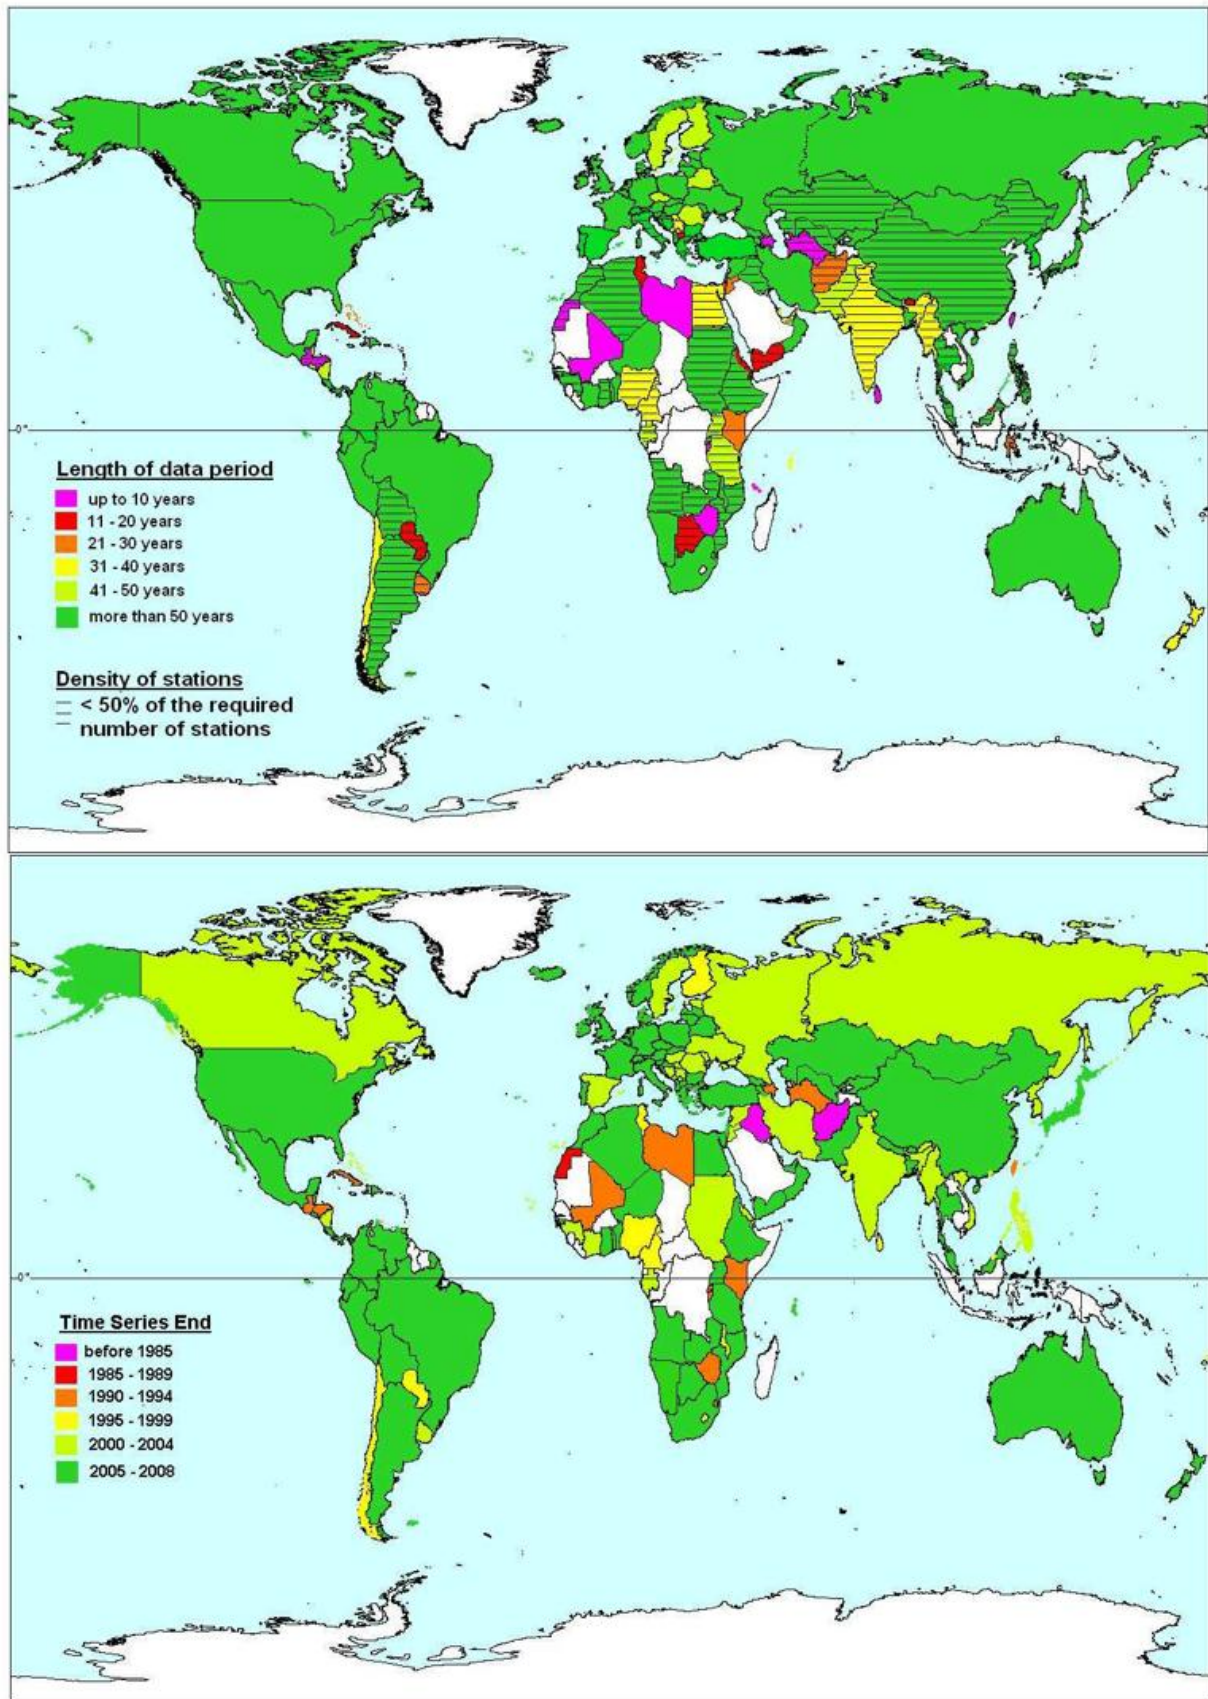 0°
Length of data period
up to 10 years
11 - 20 years
21 - 30 years
31 - 40 years
41 - 50 years
more than 50 years
Density of stations
< 50% of the required
number of stations
0°
Time Series End
before 1985
1985 - 1989
1990 - 1994
1995 - 1999
2000 - 2004
2005 - 2008